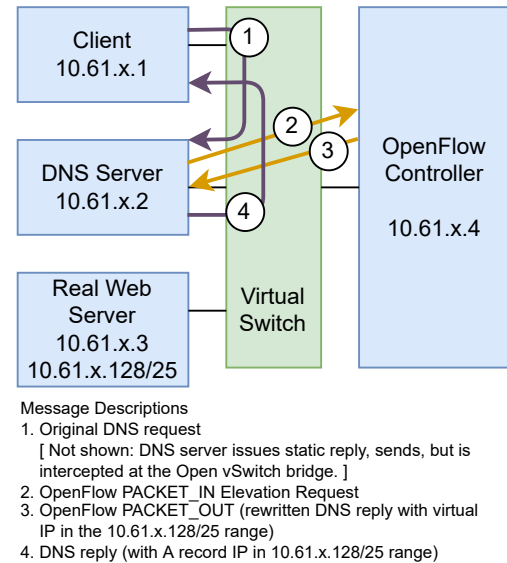 Client
10.61.x.1
1
2
3
DNS Server
10.61.x.2
4
OpenFlow
Controller
10.61.x.4
Real Web
Server
10.61.x.3
10.61.x.128/25
Virtual
Switch
Message Descriptions
1. Original DNS request
[ Not shown: DNS server issues static reply, sends, but is
intercepted at the Open vSwitch bridge. ]
2. OpenFlow PACKET_IN Elevation Request
3. OpenFlow PACKET_OUT (rewritten DNS reply with virtual
IP in the 10.61.x.128/25 range)
4. DNS reply (with A record IP in 10.61.x.128/25 range)